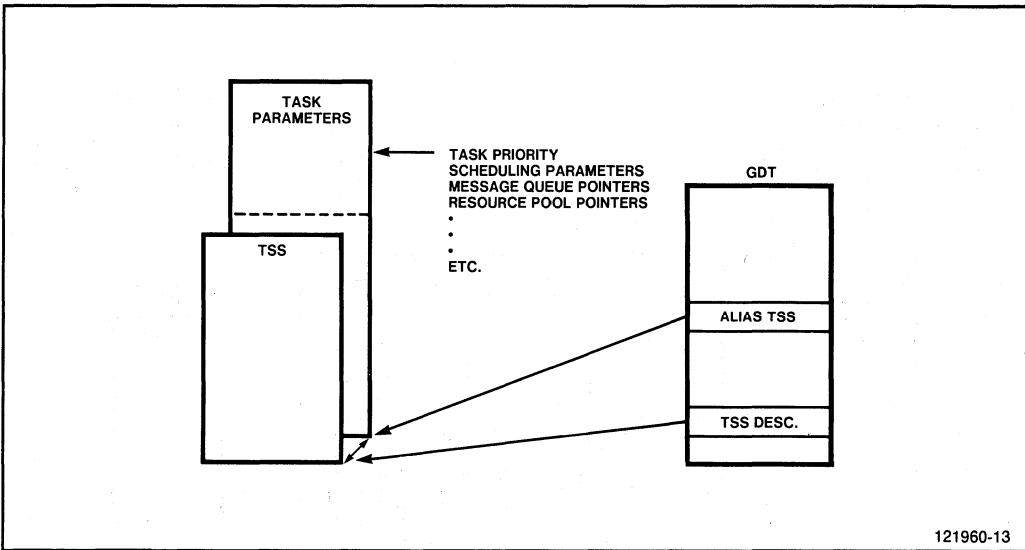 TASK
PARAMETERS
TASK PRIORITY
SCHEDULING PARAMETERS
MESSAGE QUEUE POINTERS
RESOURCE POOL POINTERS
•
•
•
ETC.
TSS
GDT
ALIAS TSS
TSS DESC.
121960-13